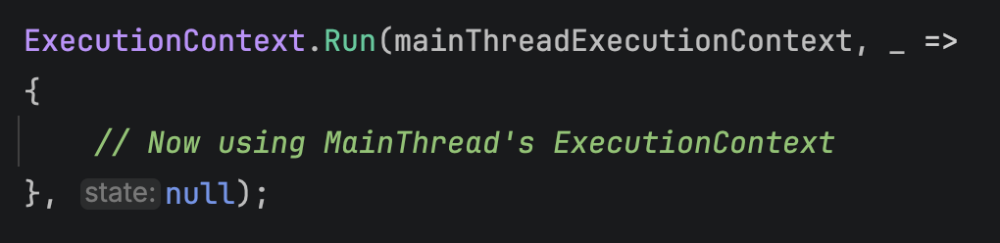 ExecutionContext.Run(mainThreadExecutionContext, _ =>
{
    // Now using MainThread's ExecutionContext
}, state: null);